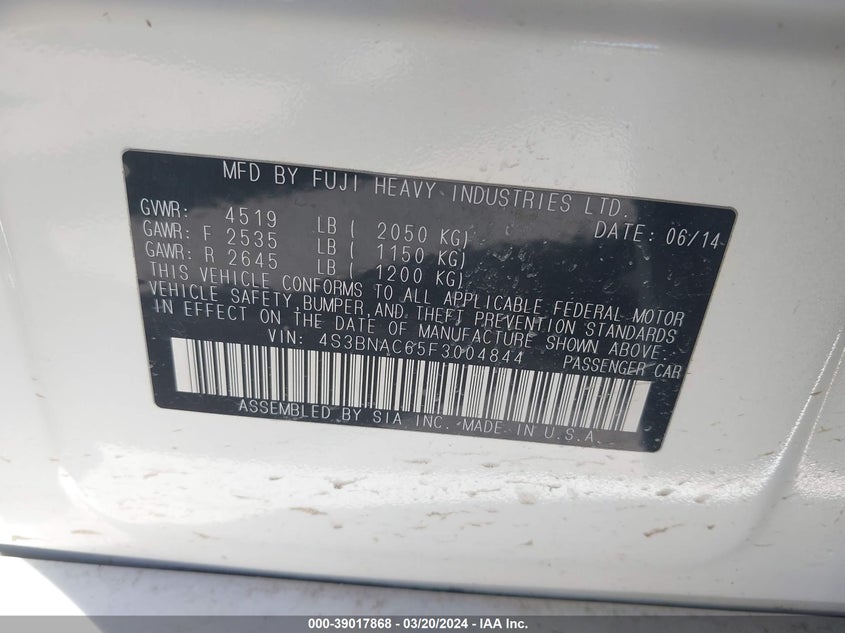 MFD BY FUJI HEAVY INDUSTRIES LTD.
GVWR: 4519 LB ( 2050 KG) DATE: 06/14
GAWR: F 2535 LB ( 1150 KG)
GAWR: R 2645 LB ( 1200 KG)
THIS VEHICLE CONFORMS TO ALL APPLICABLE FEDERAL MOTOR
VEHICLE SAFETY,BUMPER,AND, THEFT PREVENTION STANDARDS
IN EFFECT ON THE DATE OF MANUFACTURE SHOWN ABOVE.
VIN: 4S3BNAC65F3004844 PASSENGER CAR
ASSEMBLED BY SIA INC. MADE IN U.S.A.
000-39017868 - 03/20/2024 - IAA Inc.